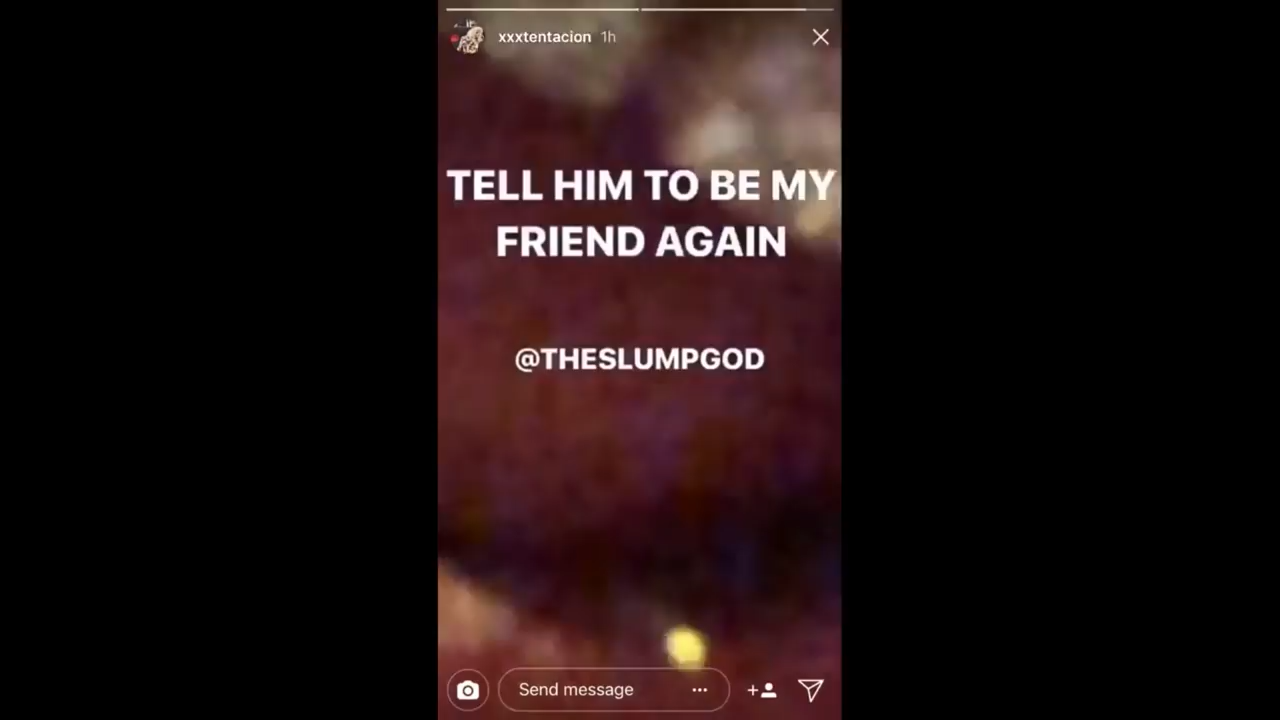 xxxtentacion 1h
TELL HIM TO BE MY
FRIEND AGAIN
@THESLUMPGOD
Send message